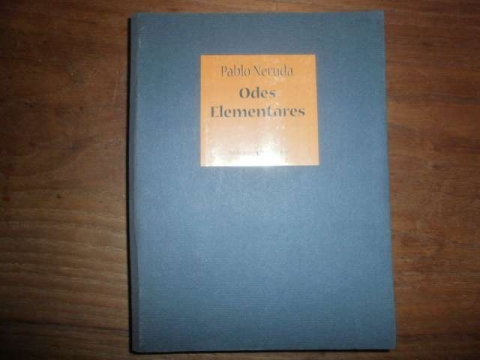 Pablo Neruda
Odes
Elementares